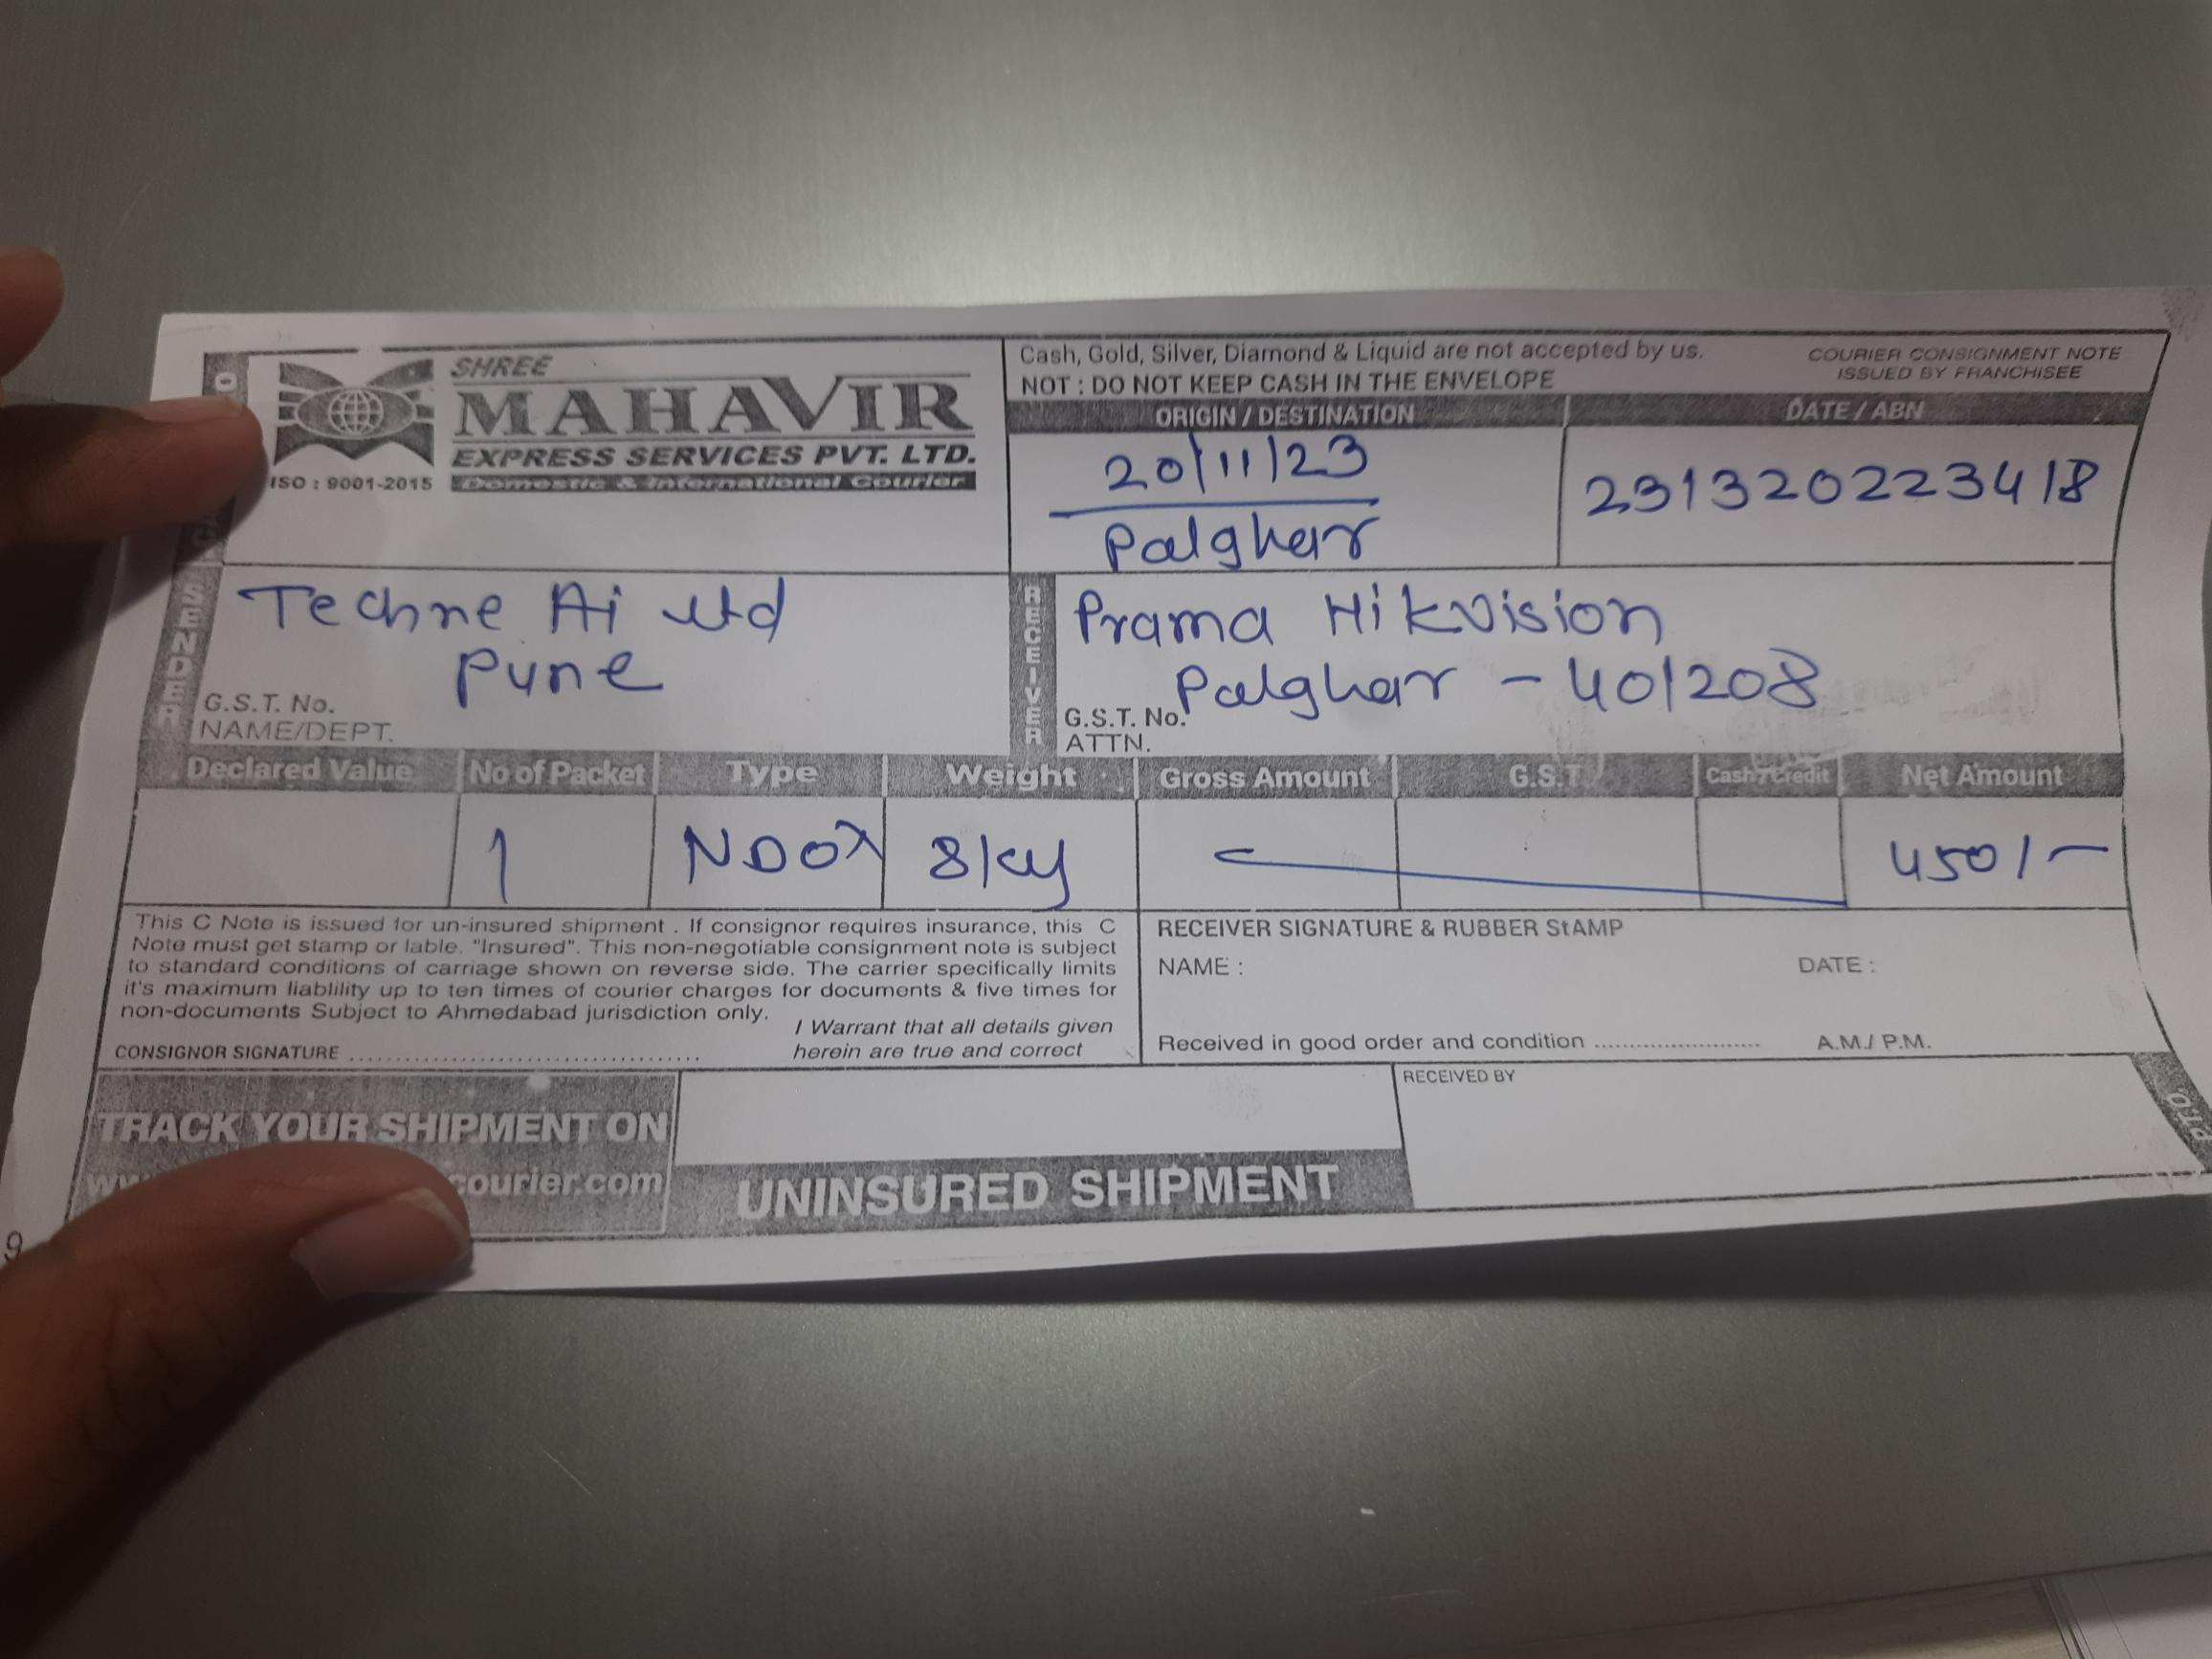 SHREE
MAHAVIR
EXPRESS SERVICES PVT. LTD.
ISO : 9001-2015
Domestic & International Courier
Cash, Gold, Silver, Diamond & Liquid are not accepted by us.
NOT : DO NOT KEEP CASH IN THE ENVELOPE
COURIER CONSIGNMENT NOTE
ISSUED BY FRANCHISEE
ORIGIN / DESTINATION
DATE / ABN
20/11/23
Palghar
231320223418
SENDER
Techne Ai Ltd
Pune
G.S.T. No.
NAME/DEPT.
RECEIVER
Prama Hikvision
Palghar - 401208
G.S.T. No.
ATTN.
Declared Value No of Packet Type Weight Gross Amount G.S.T Cash / Credit Net Amount
1 NDOX 8kg 450/-
This C Note is issued for un-insured shipment . If consignor requires insurance, this C
Note must get stamp or lable. "Insured". This non-negotiable consignment note is subject
to standard conditions of carriage shown on reverse side. The carrier specifically limits
it's maximum liablility up to ten times of courier charges for documents & five times for
non-documents Subject to Ahmedabad jurisdiction only.
I Warrant that all details given
herein are true and correct
CONSIGNOR SIGNATURE
RECEIVER SIGNATURE & RUBBER StAMP
NAME :
DATE :
Received in good order and condition
A.M./ P.M.
TRACK YOUR SHIPMENT ON
courier.com
UNINSURED SHIPMENT
RECEIVED BY
P.T.O.
9